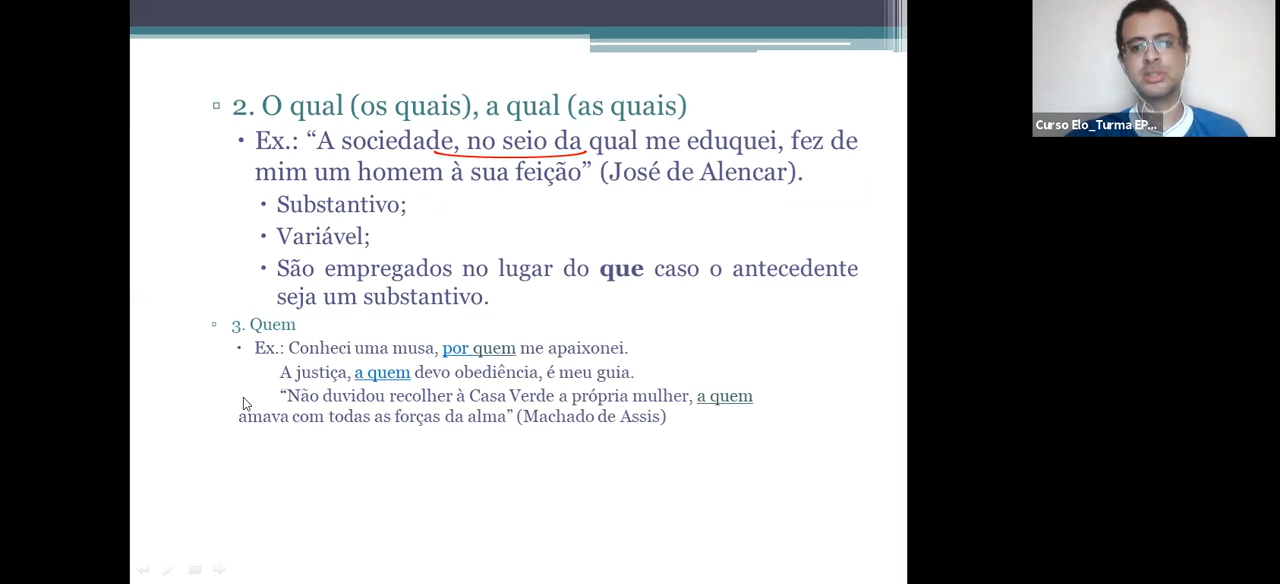 2. O qual (os quais), a qual (as quais)
Ex.: “A sociedade, no seio da qual me eduquei, fez de
mim um homem à sua feição” (José de Alencar).
Substantivo;
Variável;
São empregados no lugar do que caso o antecedente
seja um substantivo.
3. Quem
Ex.: Conheci uma musa, por quem me apaixonei.
A justiça, a quem devo obediência, é meu guia.
“Não duvidou recolher à Casa Verde a própria mulher, a quem
amava com todas as forças da alma” (Machado de Assis)
Curso Elo_Turma EP...